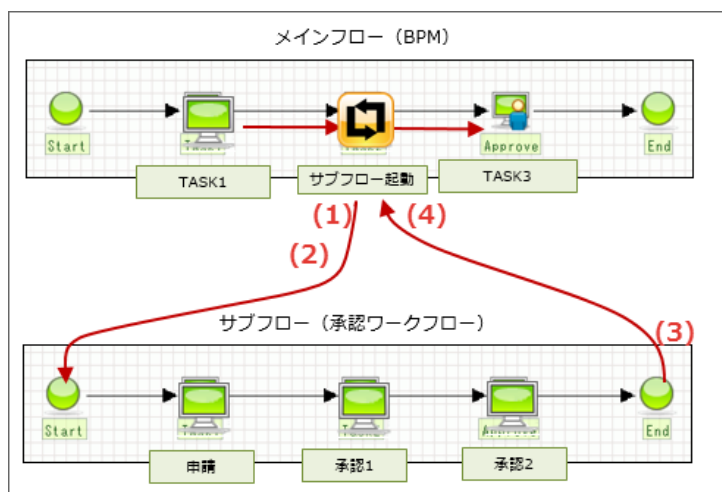 メインフロー（BPM）
Start
Approve
End
TASK1
サブフロー起動
TASK3
(1)
(4)
(2)
サブフロー（承認ワークフロー）
(3)
Start
End
申請
承認1
承認2